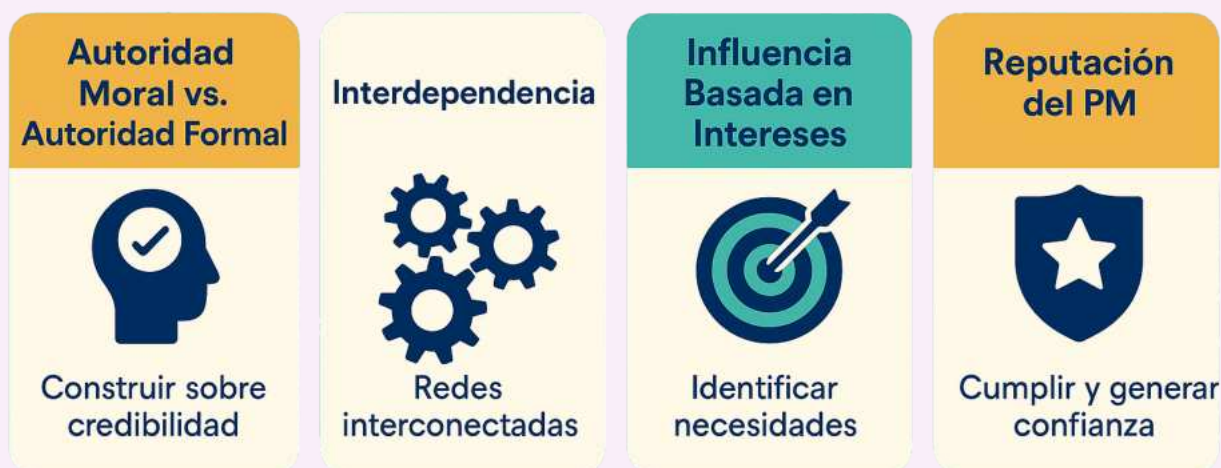 Autoridad
Moral vs.
Autoridad Formal
Construir sobre
credibilidad
Interdependencia
Redes
interconectadas
Influencia
Basada en
Intereses
Identificar
necesidades
Reputación
del PM
Cumplir y generar
confianza